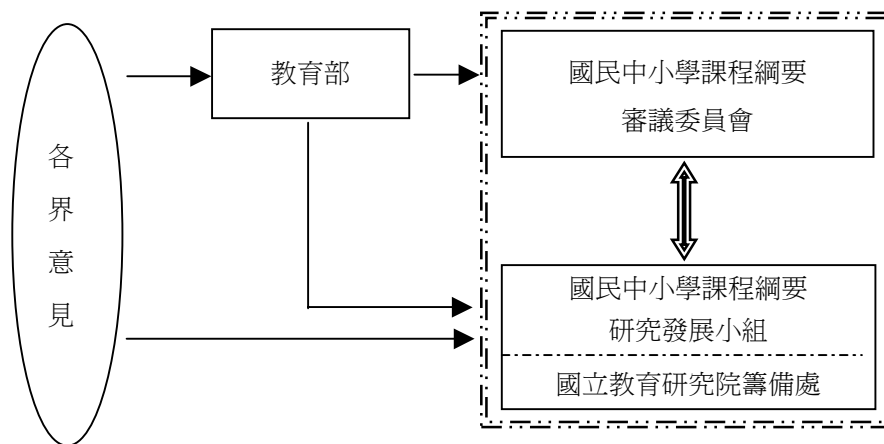 各界意見
教育部
國民中小學課程綱要
審議委員會
國民中小學課程綱要
研究發展小組
國立教育研究院籌備處